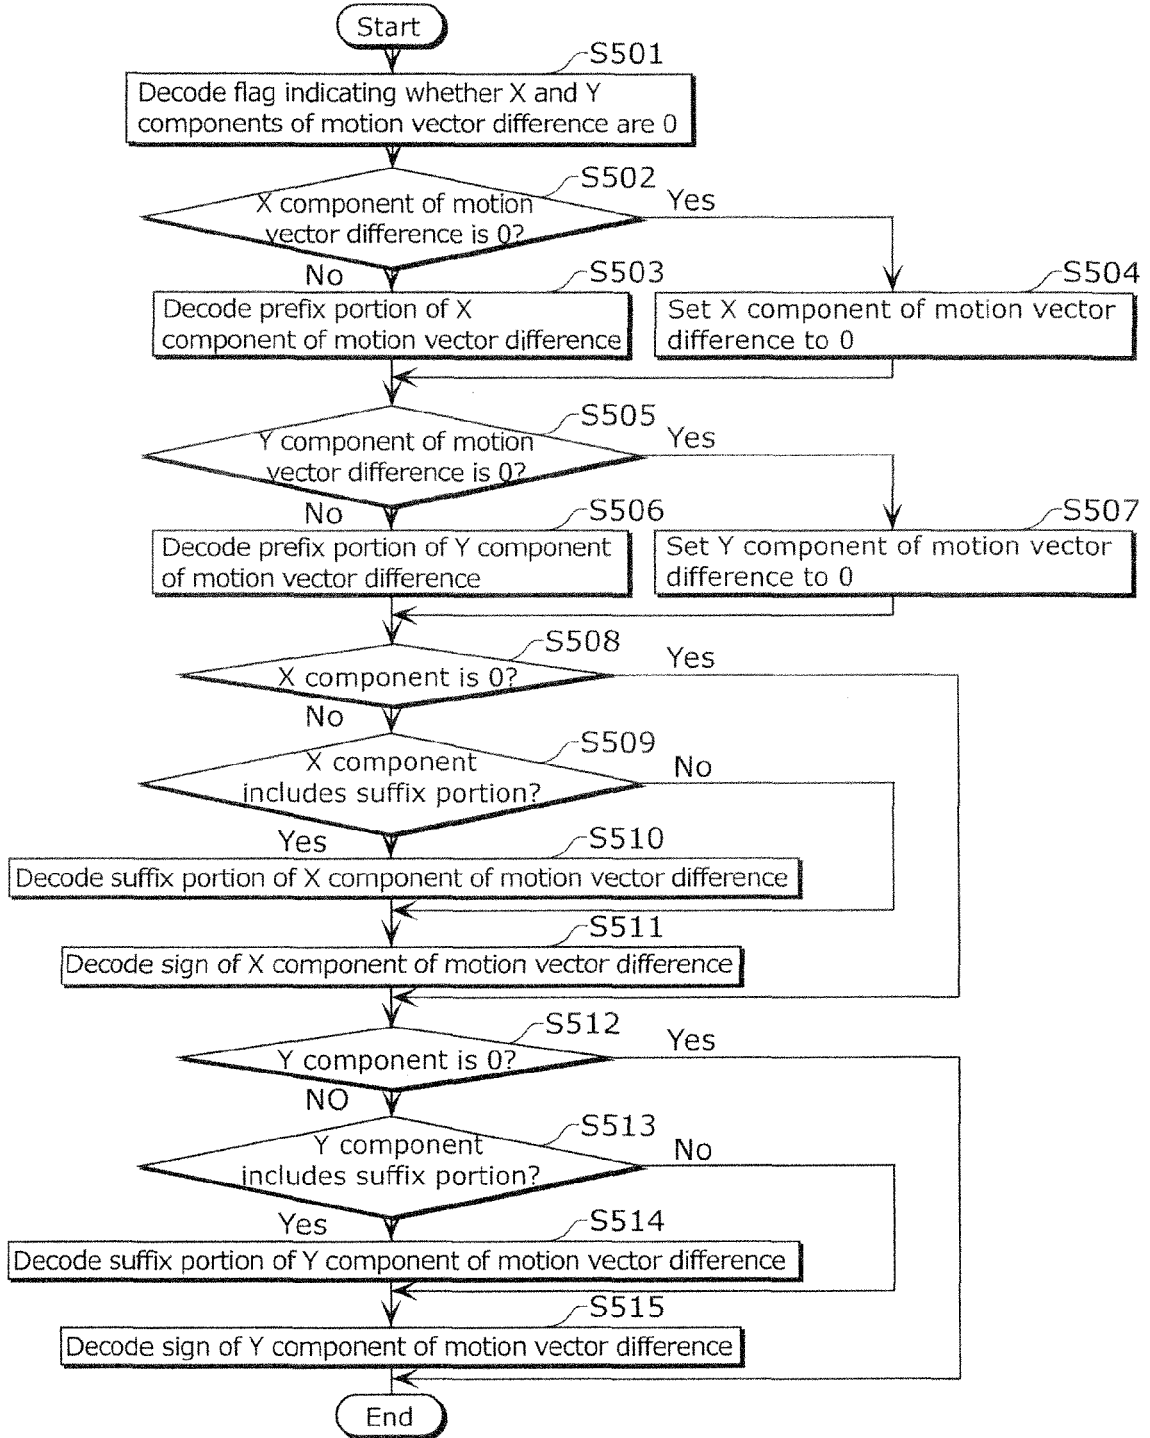 Start
S501
Decode flag indicating whether X and Y
components of motion vector difference are 0
S502
X component of motion
vector difference is 0?
Yes
No
S503
Decode prefix portion of X
component of motion vector difference
S504
Set X component of motion vector
difference to 0
S505
Y component of motion
vector difference is 0?
Yes
No
S506
Decode prefix portion of Y component
of motion vector difference
S507
Set Y component of motion vector
difference to 0
S508
X component is 0?
Yes
No
S509
X component
includes suffix portion?
No
Yes
S510
Decode suffix portion of X component of motion vector difference
S511
Decode sign of X component of motion vector difference
S512
Y component is 0?
Yes
NO
S513
Y component
includes suffix portion?
No
Yes
S514
Decode suffix portion of Y component of motion vector difference
S515
Decode sign of Y component of motion vector difference
End